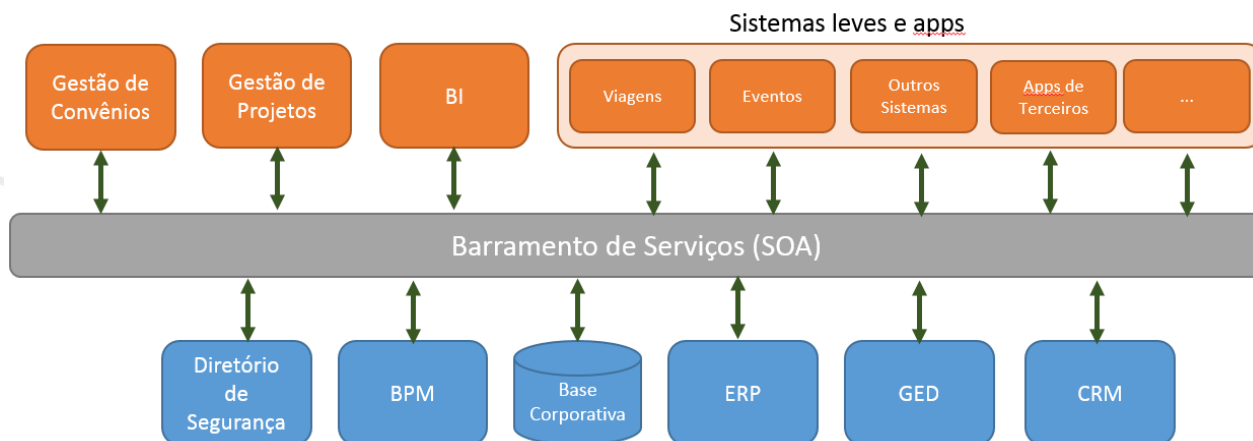 Sistemas leves e apps
Gestão de
Convênios
Gestão de
Projetos
BI
Viagens
Eventos
Outros
Sistemas
Apps de
Terceiros
...
Barramento de Serviços (SOA)
Diretório
de
Segurança
BPM
Base
Corporativa
ERP
GED
CRM